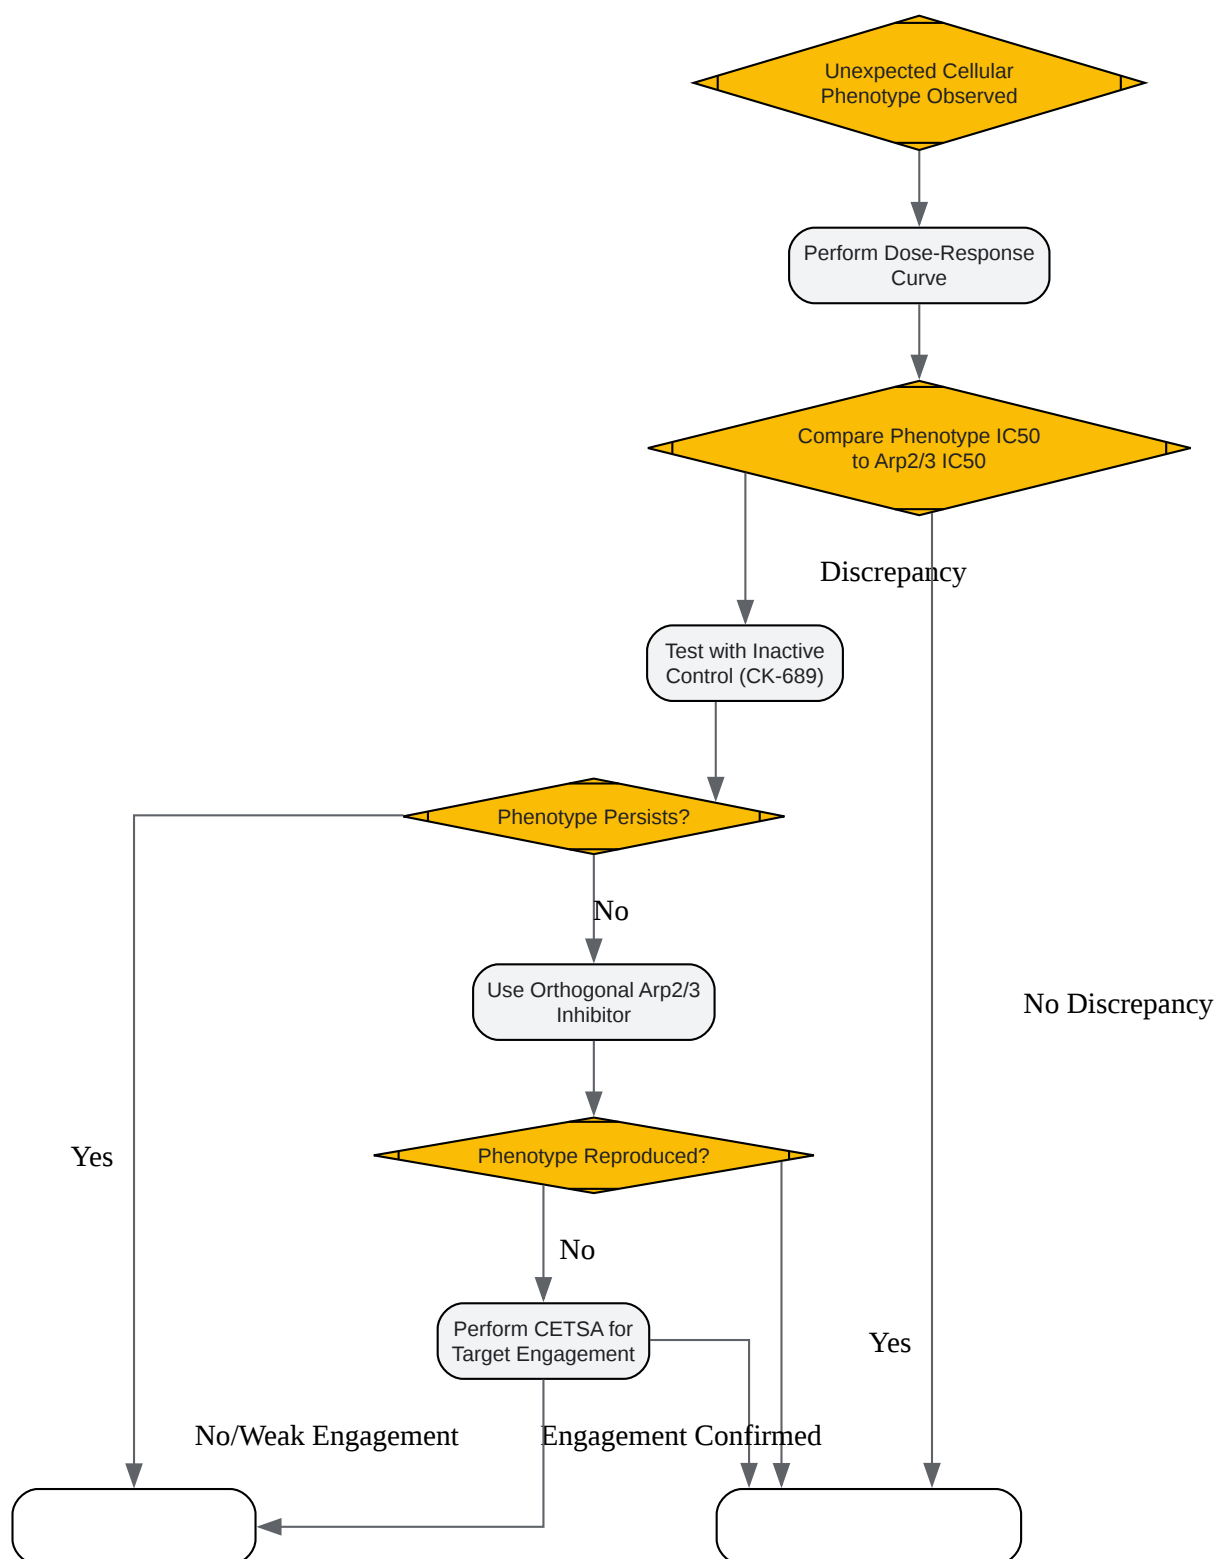 Unexpected Cellular
Phenotype Observed
Perform Dose-Response
Curve
Compare Phenotype IC50
to Arp2/3 IC50
Discrepancy
Test with Inactive
Control (CK-689)
Phenotype Persists?
No
Use Orthogonal Arp2/3
Inhibitor
No Discrepancy
Yes
Phenotype Reproduced?
No
Perform CETSA for
Target Engagement
Yes
No/Weak Engagement
Engagement Confirmed